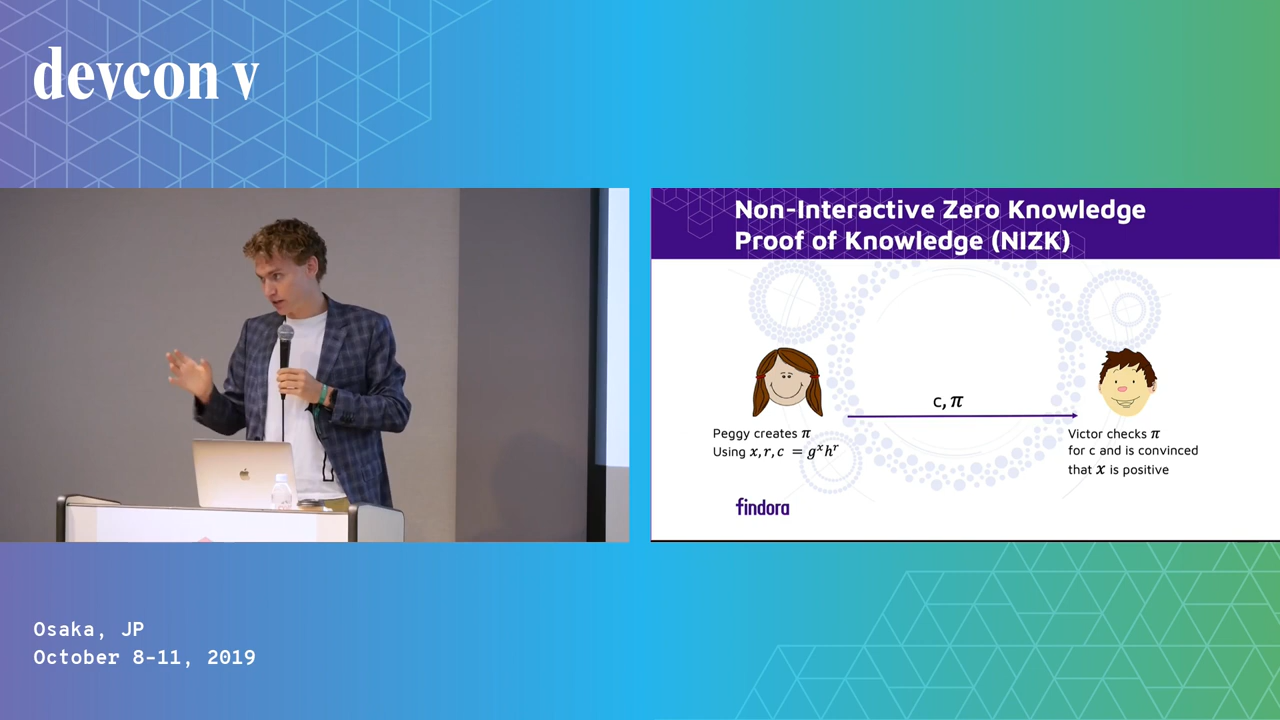 devcon v
Non-Interactive Zero Knowledge
Proof of Knowledge (NIZK)
c, π
Peggy creates π
Using x, r, c = gˣhʳ
Victor checks π
for c and is convinced
that x is positive
findora
Osaka, JP
October 8-11, 2019